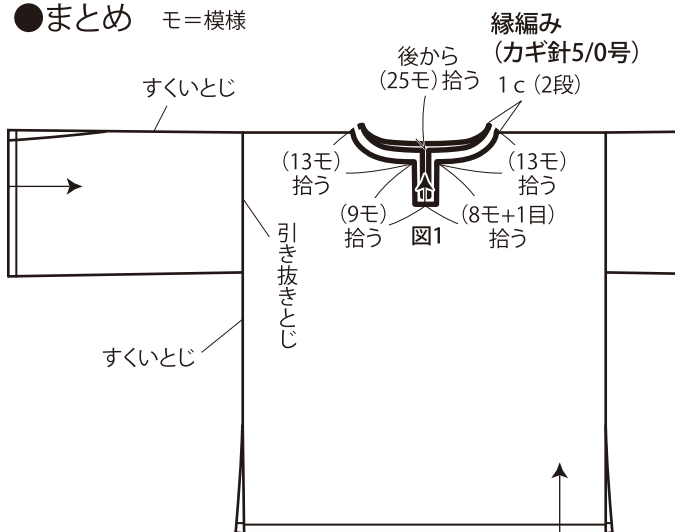 ●まとめ モ=模様
縁編み
(カギ針5/0号)
1c(2段)
後から
(25モ)拾う
すくいとじ
(13モ)
拾う
(13モ)
拾う
(9モ)
拾う
(8モ+1目)
拾う
図1
引き抜きとじ
すくいとじ